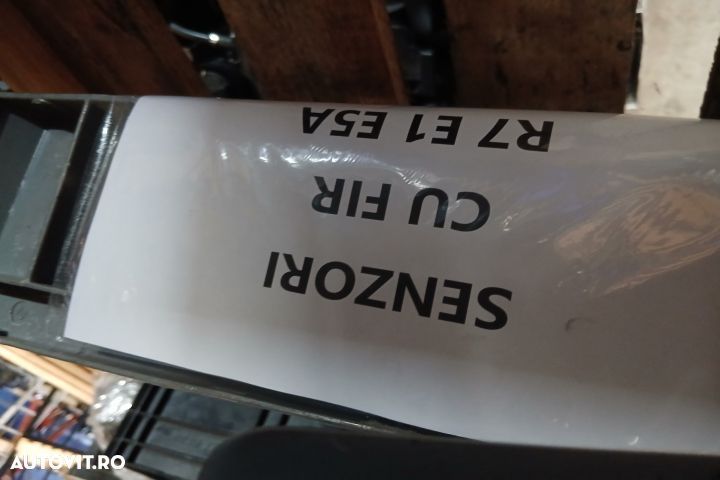 SENZORI
CU FIR
R7 E1 E5A
AUTOVIT.RO